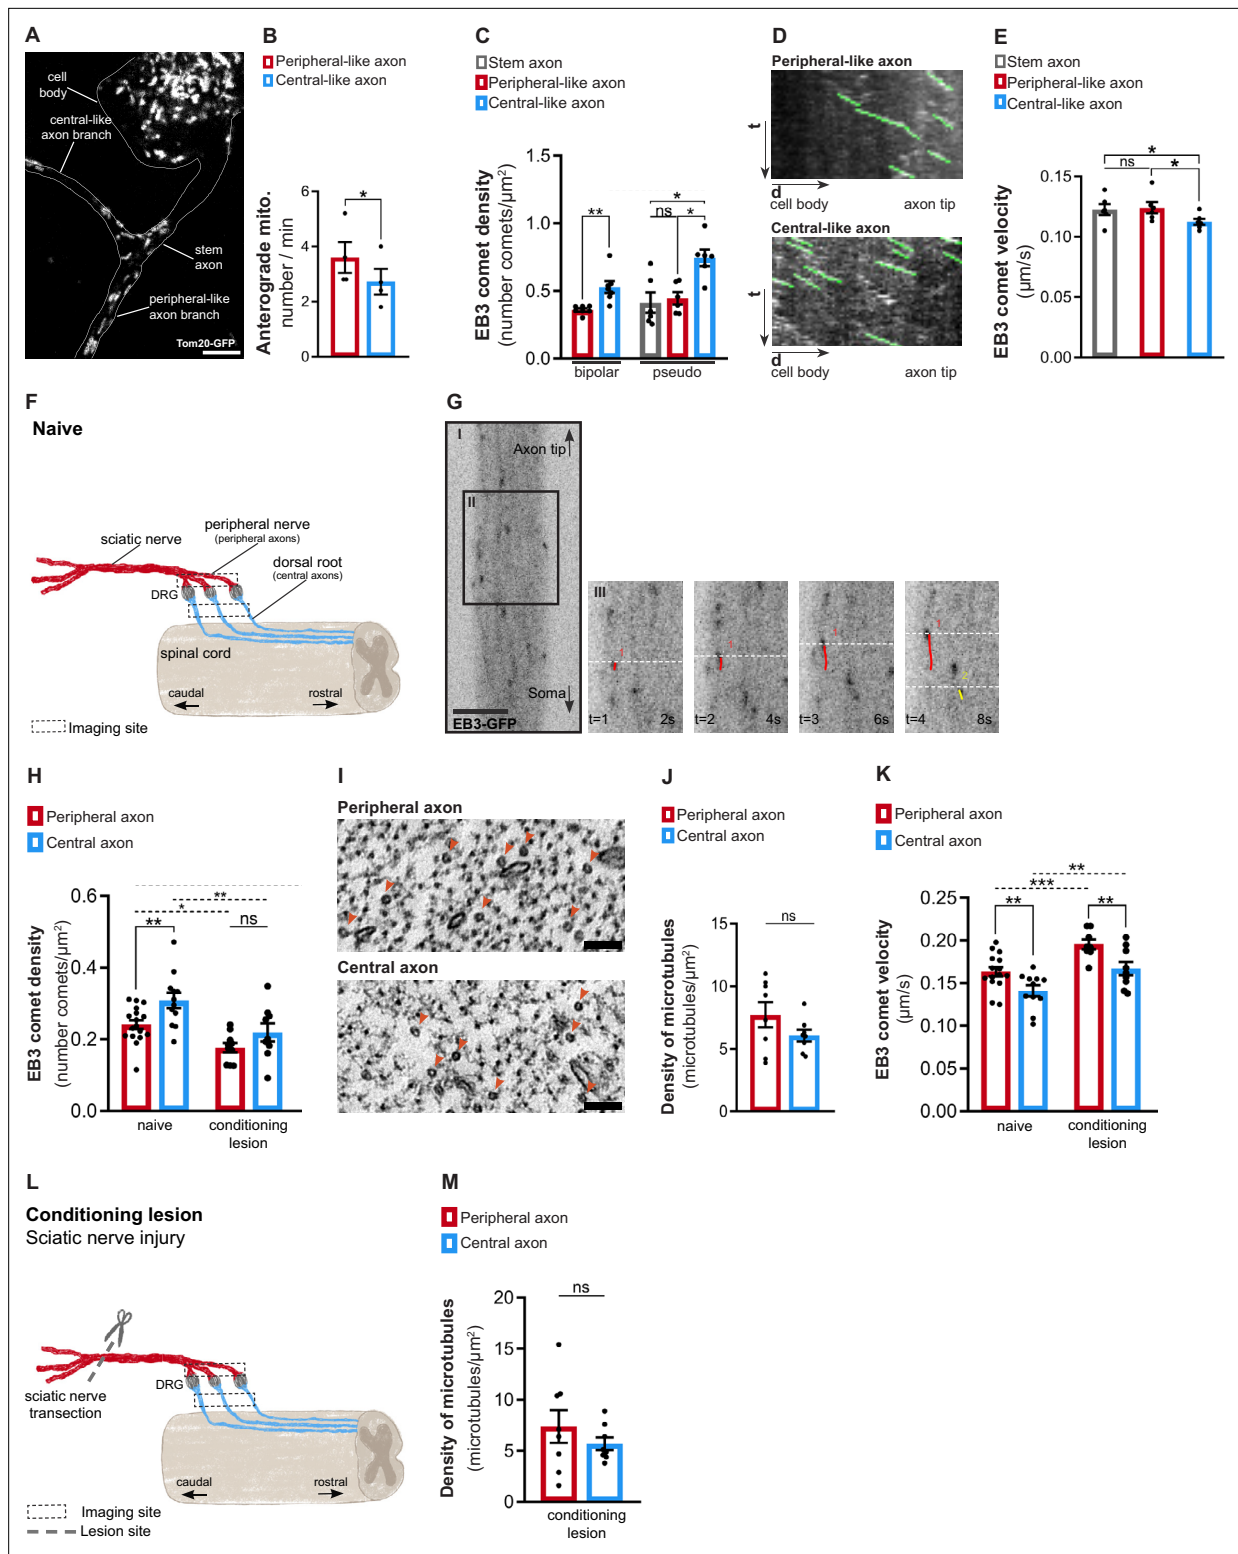 A
cell
body
central-like
axon branch
stem
axon
peripheral-like
axon branch
Tom20-GFP
B
Peripheral-like axon
Central-like axon
Anterograde mito.
number / min
6
4
2
0
*
C
Stem axon
Peripheral-like axon
Central-like axon
EB3 comet density
(number comets/µm²)
1.5
1.0
0.5
0.0
**
*
ns
*
bipolar
pseudo
D
Peripheral-like axon
t
d
cell body
axon tip
Central-like axon
t
d
cell body
axon tip
E
Stem axon
Peripheral-like axon
Central-like axon
EB3 comet velocity
(µm/s)
0.15
0.10
0.05
0.00
*
ns
*
F
Naive
sciatic nerve
peripheral nerve
(peripheral axons)
dorsal root
(central axons)
DRG
spinal cord
caudal
rostral
Imaging site
G
I
Axon tip
II
Soma
EB3-GFP
III
1
t=1
2s
1
t=2
4s
1
t=3
6s
1
2
t=4
8s
H
Peripheral axon
Central axon
EB3 comet density
(number comets/µm²)
0.6
0.4
0.2
0.0
**
*
**
ns
naive
conditioning
lesion
I
Peripheral axon
Central axon
J
Peripheral axon
Central axon
Density of microtubules
(microtubules/µm²)
15
10
5
0
ns
K
Peripheral axon
Central axon
EB3 comet velocity
(µm/s)
0.25
0.20
0.15
0.10
0.05
0.00
**
***
**
**
naive
conditioning
lesion
L
Conditioning lesion
Sciatic nerve injury
sciatic nerve
transection
DRG
caudal
rostral
Imaging site
Lesion site
M
Peripheral axon
Central axon
Density of microtubules
(microtubules/µm²)
20
15
10
5
0
ns
conditioning
lesion